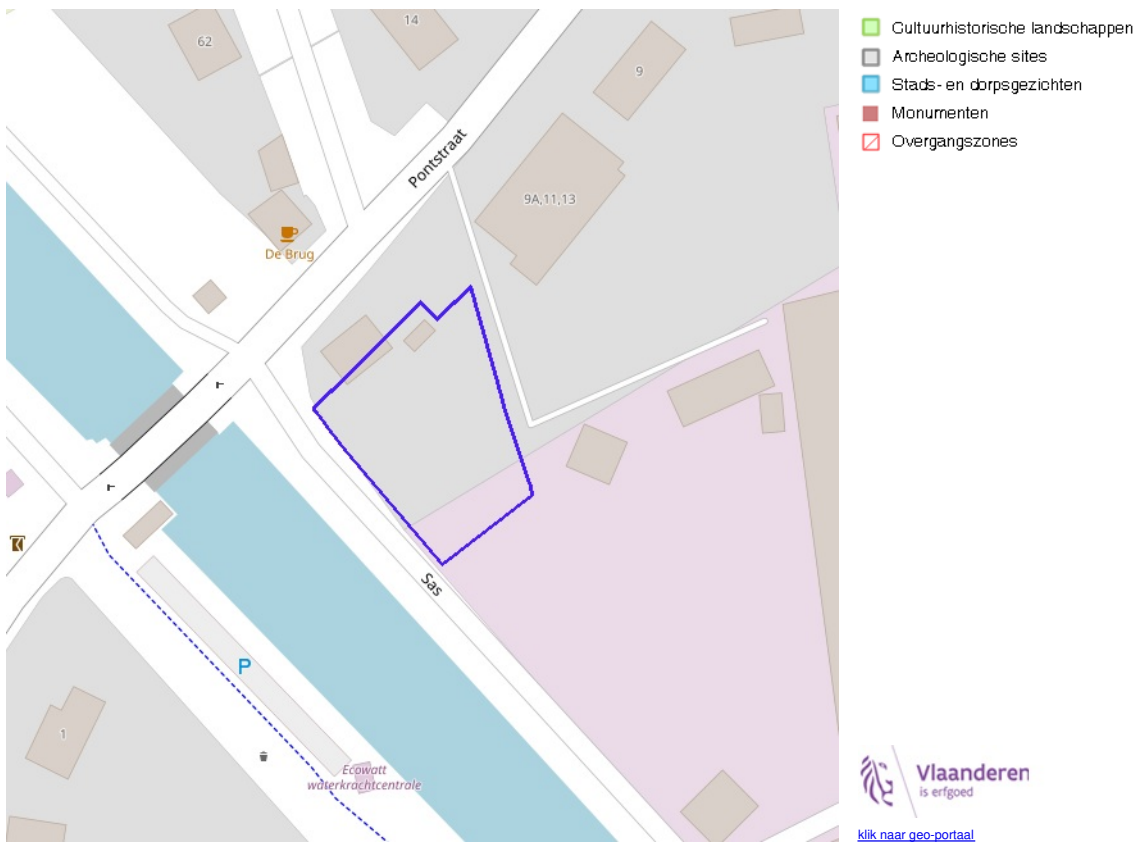 62
14
9
Pontstraat
9A,11,13
De Brug
Sas
P
1
Ecowatt
waterkrachtcentrale
Cultuurhistorische landschappen
Archeologische sites
Stads- en dorpsgezichten
Monumenten
Overgangszones
Vlaanderen
is erfgoed
klik naar geo-portaal